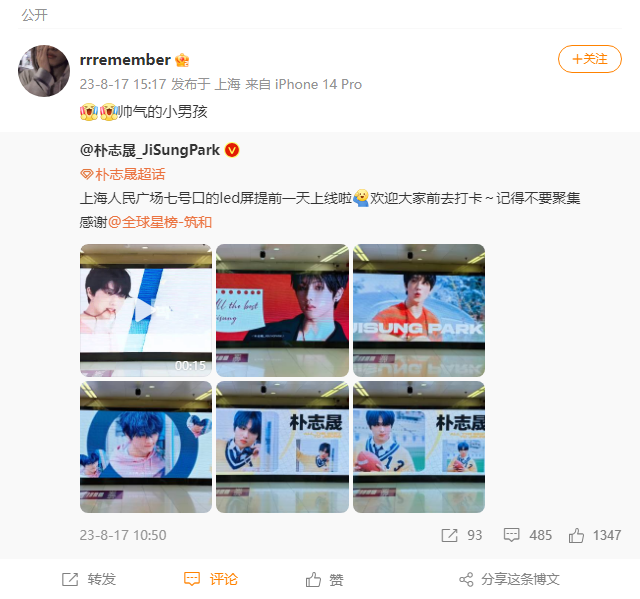 公开
rrremember
+关注
23-8-17 15:17 发布于 上海 来自 iPhone 14 Pro
帅气的小男孩
@朴志晟_JiSungPark
朴志晟超话
上海人民广场七号口的led屏提前一天上线啦 欢迎大家前去打卡～记得不要聚集
感谢@全球星榜-筑和
00:15
All the best
Jisung
JISUNG PARK
朴志晟
朴志晟
23-8-17 10:50
93
485
1347
转发
评论
赞
分享这条博文